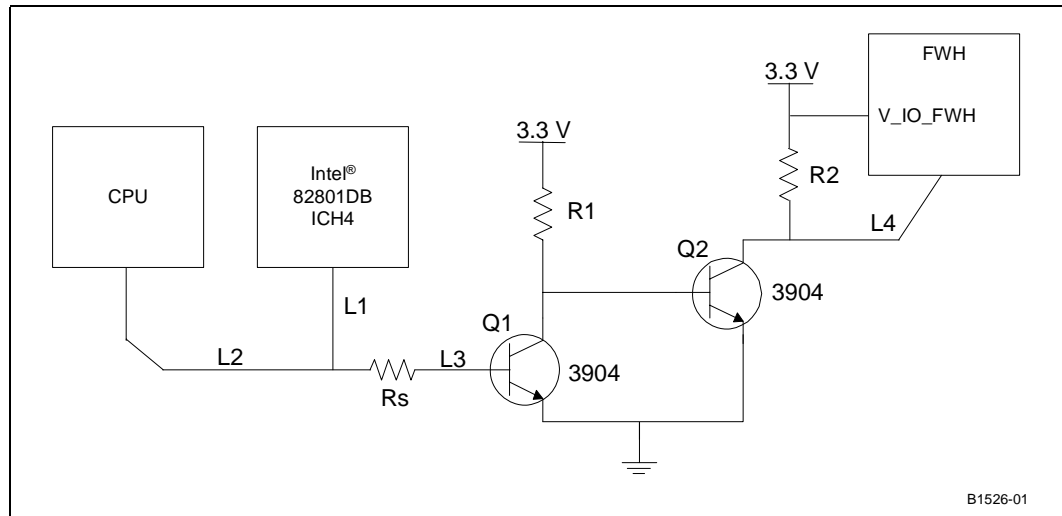 FWH
3.3 V
V_IO_FWH
3.3 V
CPU
Intel®
82801DB
ICH4
R1
R2
L4
Q2
3904
L1
Q1
L2
L3
3904
Rs
B1526-01